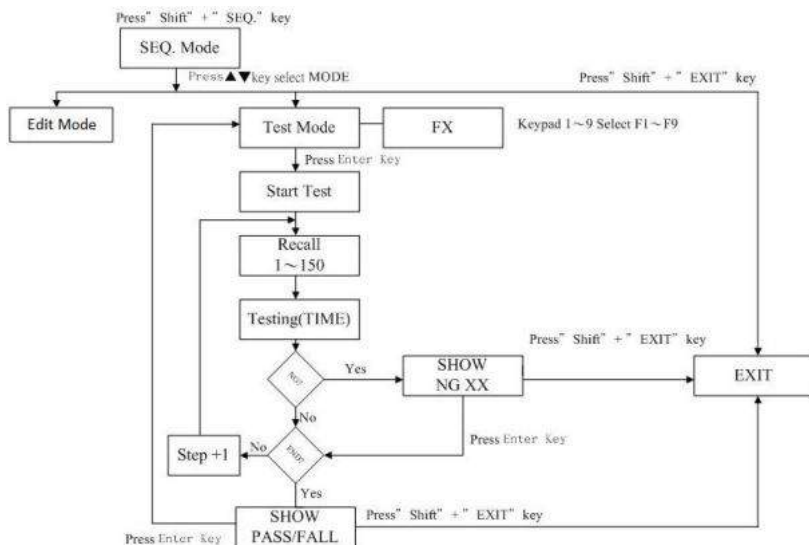 Press" Shift" + " SEQ." key
SEQ. Mode
Press▲▼key select MODE
Press" Shift" + " EXIT" key
Edit Mode
Test Mode
FX
Keypad 1～9 Select F1～F9
Press Enter Key
Start Test
Recall
1～150
Testing(TIME)
Press" Shift" + " EXIT" key
NG?
Yes
SHOW
NG XX
EXIT
No
Press Enter Key
Step +1
No
END?
Yes
SHOW
PASS/FALL
Press" Shift" + " EXIT" key
Press Enter Key